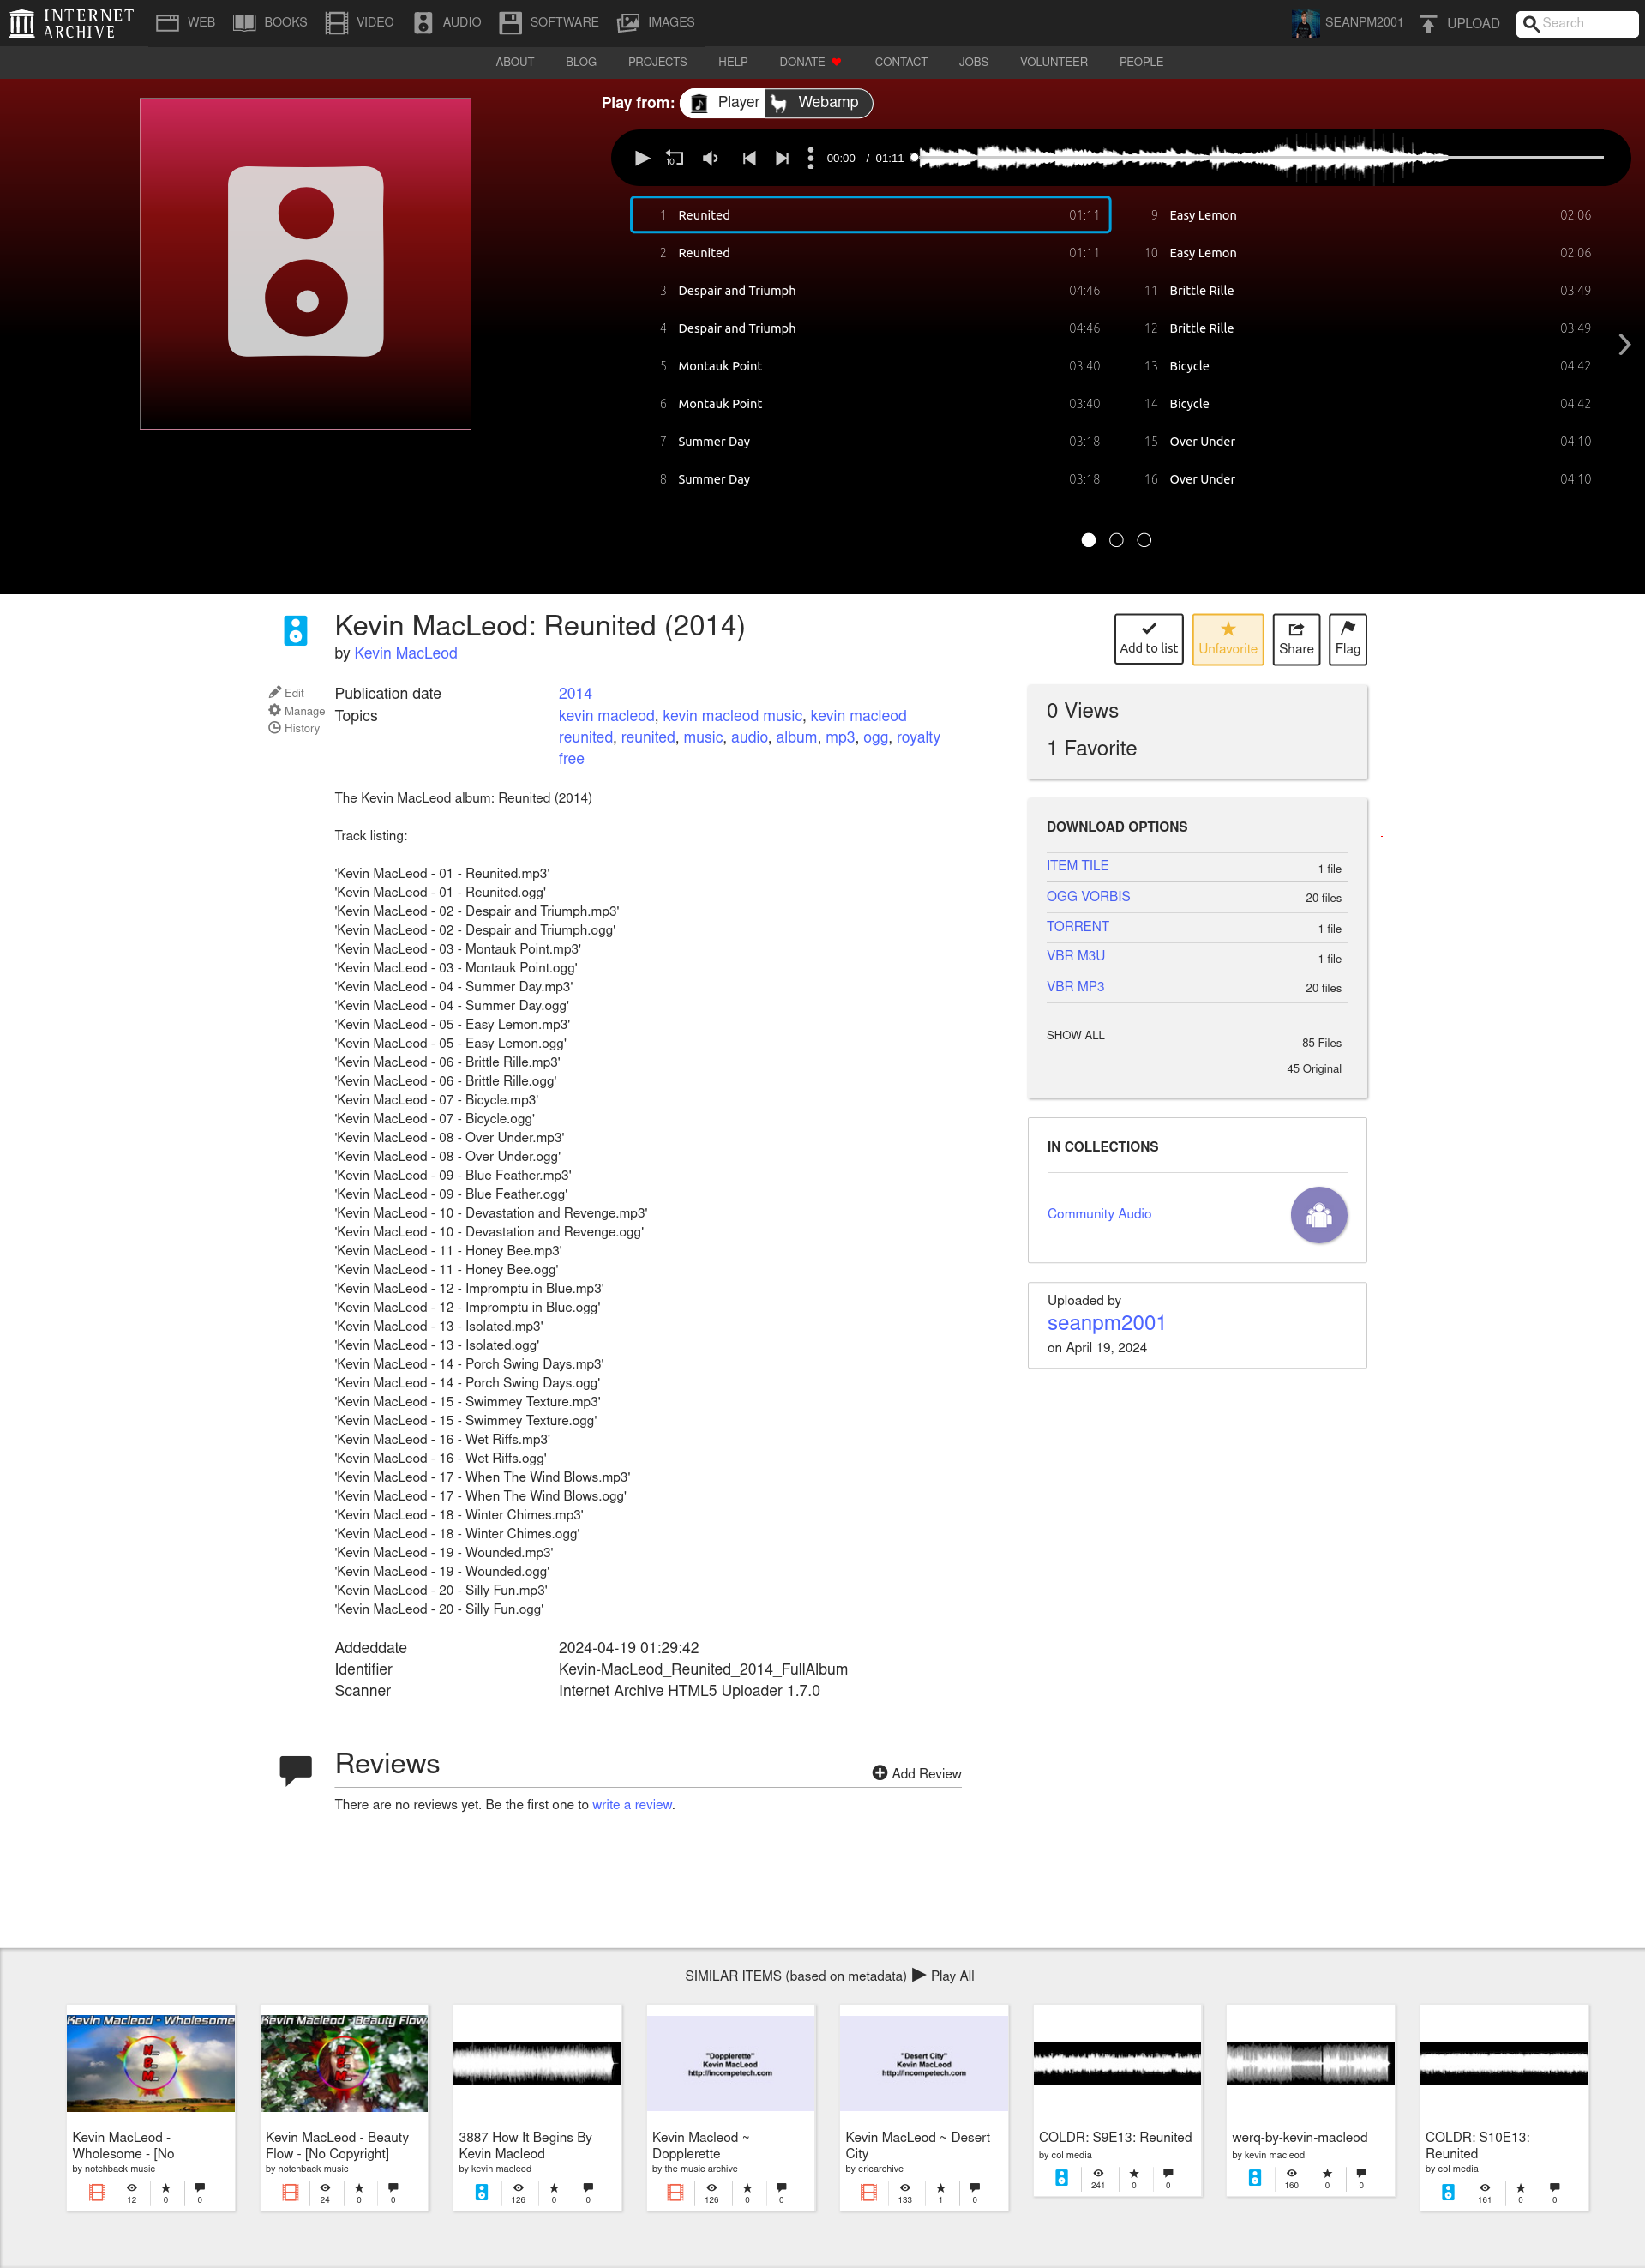 INTERNET ARCHIVE
WEB
BOOKS
VIDEO
AUDIO
SOFTWARE
IMAGES
SEANPM2001
UPLOAD
Search
ABOUT
BLOG
PROJECTS
HELP
DONATE
CONTACT
JOBS
VOLUNTEER
PEOPLE
Play from: Player Webamp
10
00:00 / 01:11
1 Reunited 01:11
2 Reunited 01:11
3 Despair and Triumph 04:46
4 Despair and Triumph 04:46
5 Montauk Point 03:40
6 Montauk Point 03:40
7 Summer Day 03:18
8 Summer Day 03:18
9 Easy Lemon 02:06
10 Easy Lemon 02:06
11 Brittle Rille 03:49
12 Brittle Rille 03:49
13 Bicycle 04:42
14 Bicycle 04:42
15 Over Under 04:10
16 Over Under 04:10
Kevin MacLeod: Reunited (2014)
by Kevin MacLeod
Add to list
Unfavorite
Share
Flag
Edit
Manage
History
Publication date 2014
Topics kevin macleod, kevin macleod music, kevin macleod
reunited, reunited, music, audio, album, mp3, ogg, royalty
free
The Kevin MacLeod album: Reunited (2014)
Track listing:
'Kevin MacLeod - 01 - Reunited.mp3'
'Kevin MacLeod - 01 - Reunited.ogg'
'Kevin MacLeod - 02 - Despair and Triumph.mp3'
'Kevin MacLeod - 02 - Despair and Triumph.ogg'
'Kevin MacLeod - 03 - Montauk Point.mp3'
'Kevin MacLeod - 03 - Montauk Point.ogg'
'Kevin MacLeod - 04 - Summer Day.mp3'
'Kevin MacLeod - 04 - Summer Day.ogg'
'Kevin MacLeod - 05 - Easy Lemon.mp3'
'Kevin MacLeod - 05 - Easy Lemon.ogg'
'Kevin MacLeod - 06 - Brittle Rille.mp3'
'Kevin MacLeod - 06 - Brittle Rille.ogg'
'Kevin MacLeod - 07 - Bicycle.mp3'
'Kevin MacLeod - 07 - Bicycle.ogg'
'Kevin MacLeod - 08 - Over Under.mp3'
'Kevin MacLeod - 08 - Over Under.ogg'
'Kevin MacLeod - 09 - Blue Feather.mp3'
'Kevin MacLeod - 09 - Blue Feather.ogg'
'Kevin MacLeod - 10 - Devastation and Revenge.mp3'
'Kevin MacLeod - 10 - Devastation and Revenge.ogg'
'Kevin MacLeod - 11 - Honey Bee.mp3'
'Kevin MacLeod - 11 - Honey Bee.ogg'
'Kevin MacLeod - 12 - Impromptu in Blue.mp3'
'Kevin MacLeod - 12 - Impromptu in Blue.ogg'
'Kevin MacLeod - 13 - Isolated.mp3'
'Kevin MacLeod - 13 - Isolated.ogg'
'Kevin MacLeod - 14 - Porch Swing Days.mp3'
'Kevin MacLeod - 14 - Porch Swing Days.ogg'
'Kevin MacLeod - 15 - Swimmey Texture.mp3'
'Kevin MacLeod - 15 - Swimmey Texture.ogg'
'Kevin MacLeod - 16 - Wet Riffs.mp3'
'Kevin MacLeod - 16 - Wet Riffs.ogg'
'Kevin MacLeod - 17 - When The Wind Blows.mp3'
'Kevin MacLeod - 17 - When The Wind Blows.ogg'
'Kevin MacLeod - 18 - Winter Chimes.mp3'
'Kevin MacLeod - 18 - Winter Chimes.ogg'
'Kevin MacLeod - 19 - Wounded.mp3'
'Kevin MacLeod - 19 - Wounded.ogg'
'Kevin MacLeod - 20 - Silly Fun.mp3'
'Kevin MacLeod - 20 - Silly Fun.ogg'
Addeddate 2024-04-19 01:29:42
Identifier Kevin-MacLeod_Reunited_2014_FullAlbum
Scanner Internet Archive HTML5 Uploader 1.7.0
0 Views
1 Favorite
DOWNLOAD OPTIONS
ITEM TILE 1 file
OGG VORBIS 20 files
TORRENT 1 file
VBR M3U 1 file
VBR MP3 20 files
SHOW ALL 85 Files
45 Original
IN COLLECTIONS
Community Audio
Uploaded by
seanpm2001
on April 19, 2024
Reviews
Add Review
There are no reviews yet. Be the first one to write a review.
SIMILAR ITEMS (based on metadata) Play All
Kevin Macleod - Wholesome
Kevin MacLeod -
Wholesome - [No
by notchback music
12 0 0
Kevin Macleod - Beauty Flow
Kevin MacLeod - Beauty
Flow - [No Copyright]
by notchback music
24 0 0
3887 How It Begins By
Kevin Macleod
by kevin macleod
126 0 0
"Dopplerette"
Kevin MacLeod
http://incompetech.com
Kevin Macleod ~
Dopplerette
by the music archive
126 0 0
"Desert City"
Kevin MacLeod
http://incompetech.com
Kevin MacLeod ~ Desert
City
by ericarchive
133 1 0
COLDR: S9E13: Reunited
by col media
241 0 0
werq-by-kevin-macleod
by kevin macleod
160 0 0
COLDR: S10E13:
Reunited
by col media
161 0 0